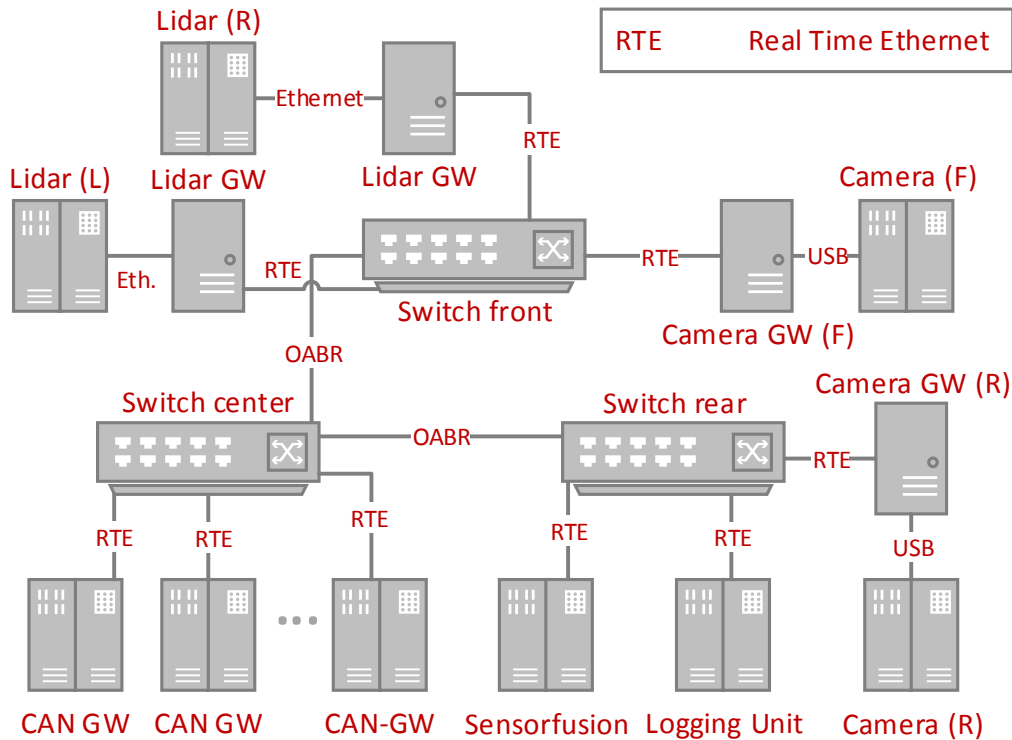 Lidar (R)
RTE Real Time Ethernet
Ethernet
RTE
Lidar (L)
Lidar GW
Lidar GW
Camera (F)
Eth.
RTE
RTE
USB
Switch front
Camera GW (F)
OABR
Camera GW (R)
Switch center
Switch rear
OABR
RTE
RTE
RTE
RTE
RTE
RTE
USB
CAN GW
CAN GW
CAN-GW
Sensorfusion
Logging Unit
Camera (R)